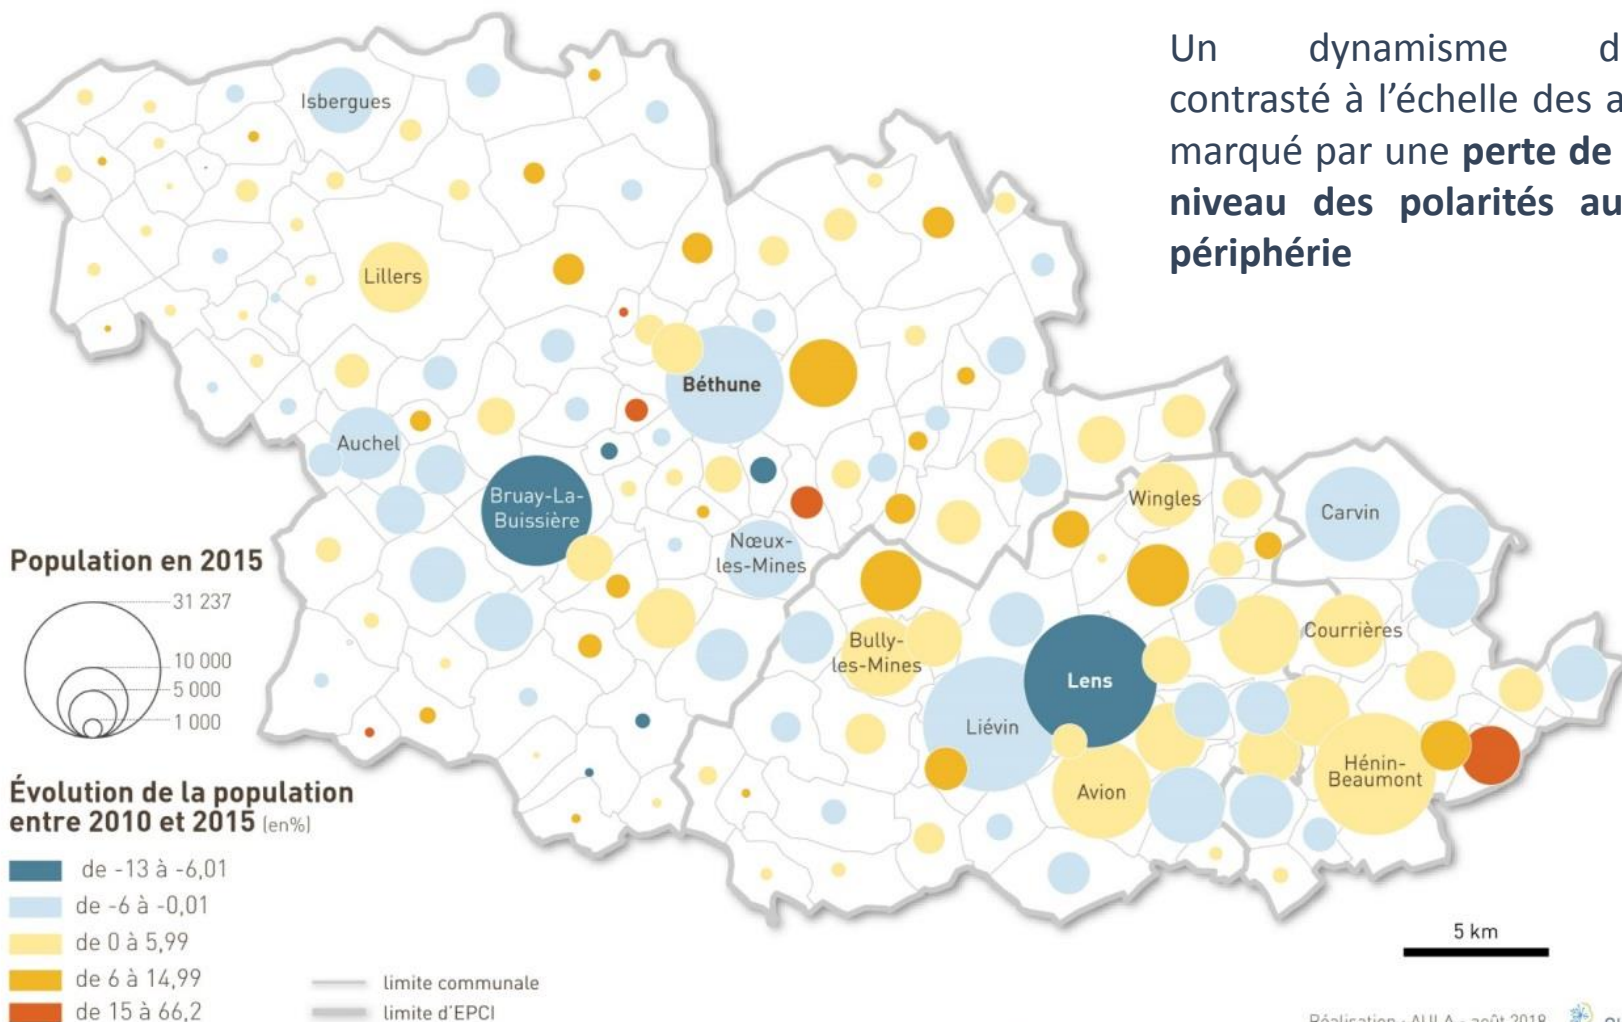 Un dynamisme
contrasté à l’échelle des
marqué par une perte de
niveau des polarités
périphérie
Isbergues
Lillers
Béthune
Auchel
Bruay-La-
Buissière
Nœux-
les-Mines
Wingles
Carvin
Bully-
les-Mines
Courrières
Lens
Liévin
Avion
Hénin-
Beaumont
Population en 2015
31 237
10 000
5 000
1 000
Évolution de la population
entre 2010 et 2015 (en%)
de -13 à -6,01
de -6 à -0,01
de 0 à 5,99
de 6 à 14,99
de 15 à 66,2
limite communale
limite d’EPCI
5 km
Réalisation : AULA - août 2018